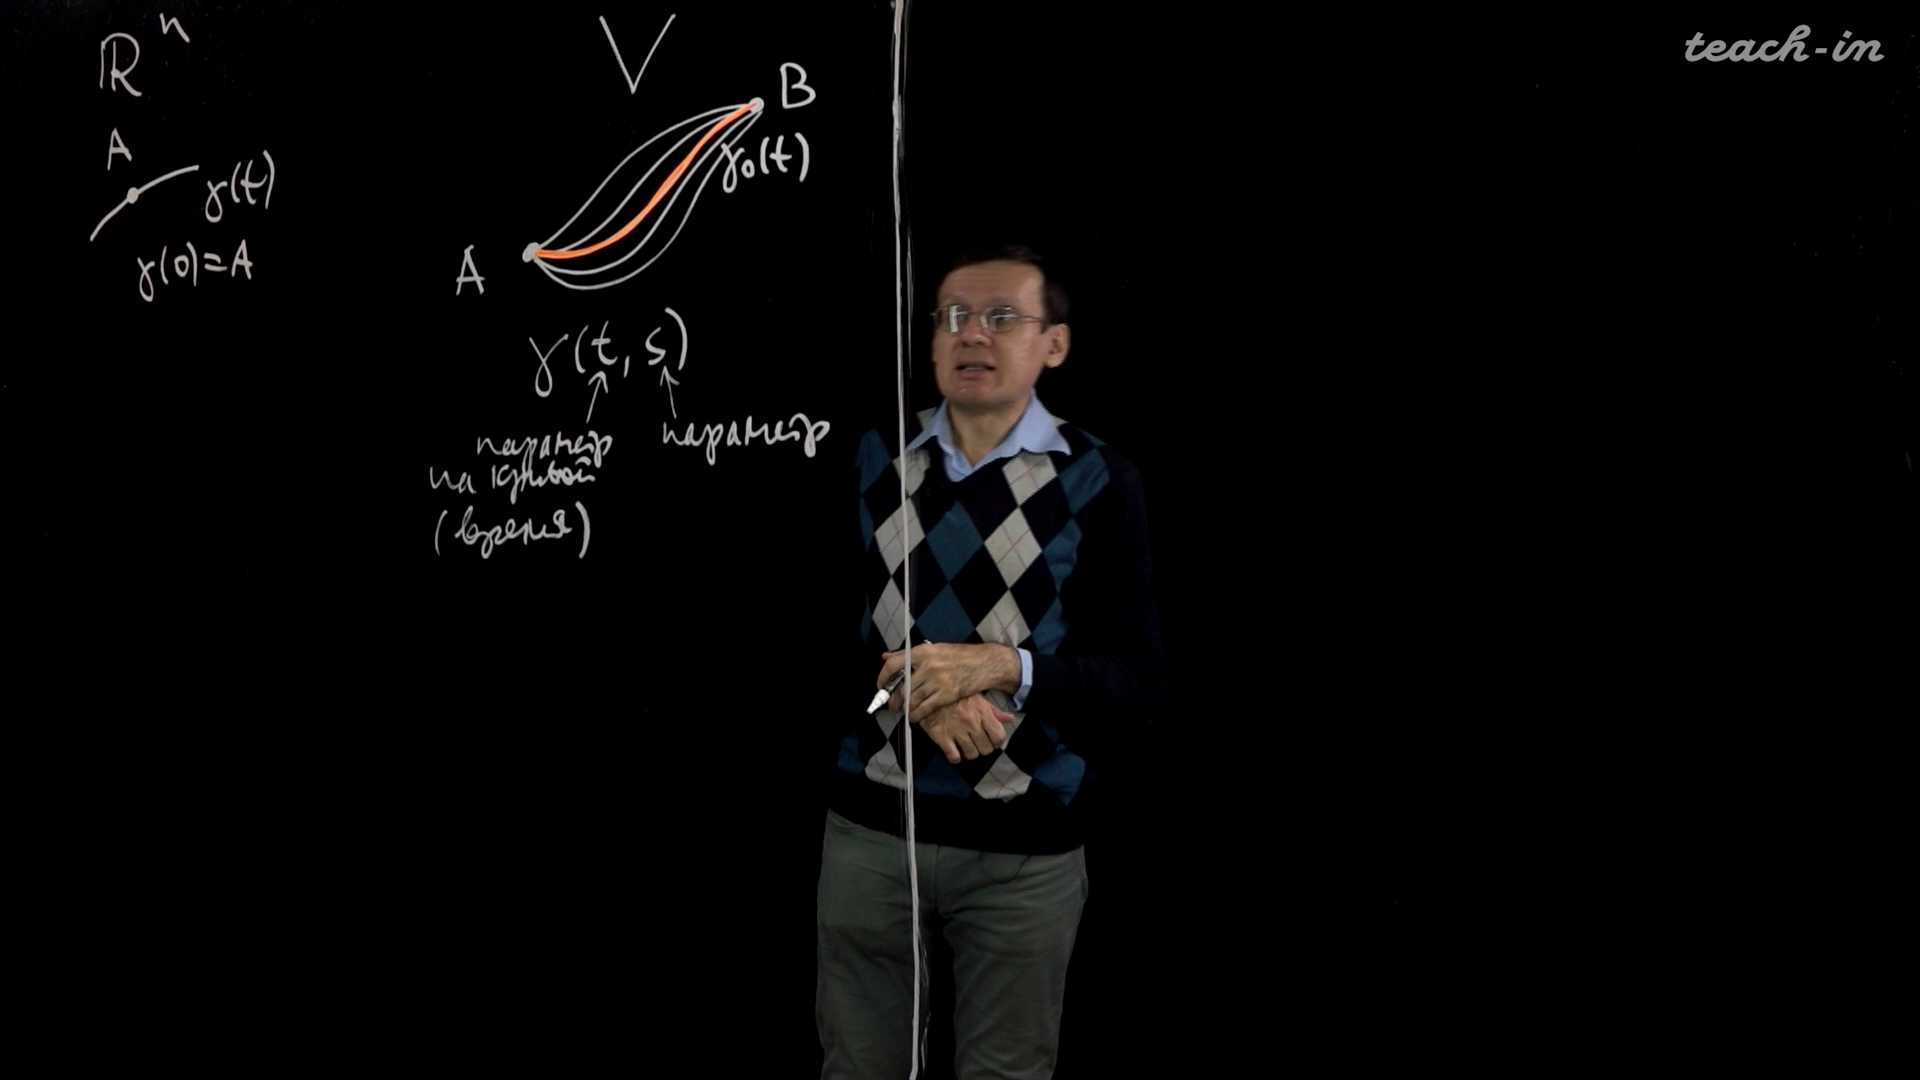 ℝⁿ
A
γ(t)
γ(0)=A
V
B
γ₀(t)
A
γ(t, s)
параметр
на кривой
(время)
параметр
teach-in